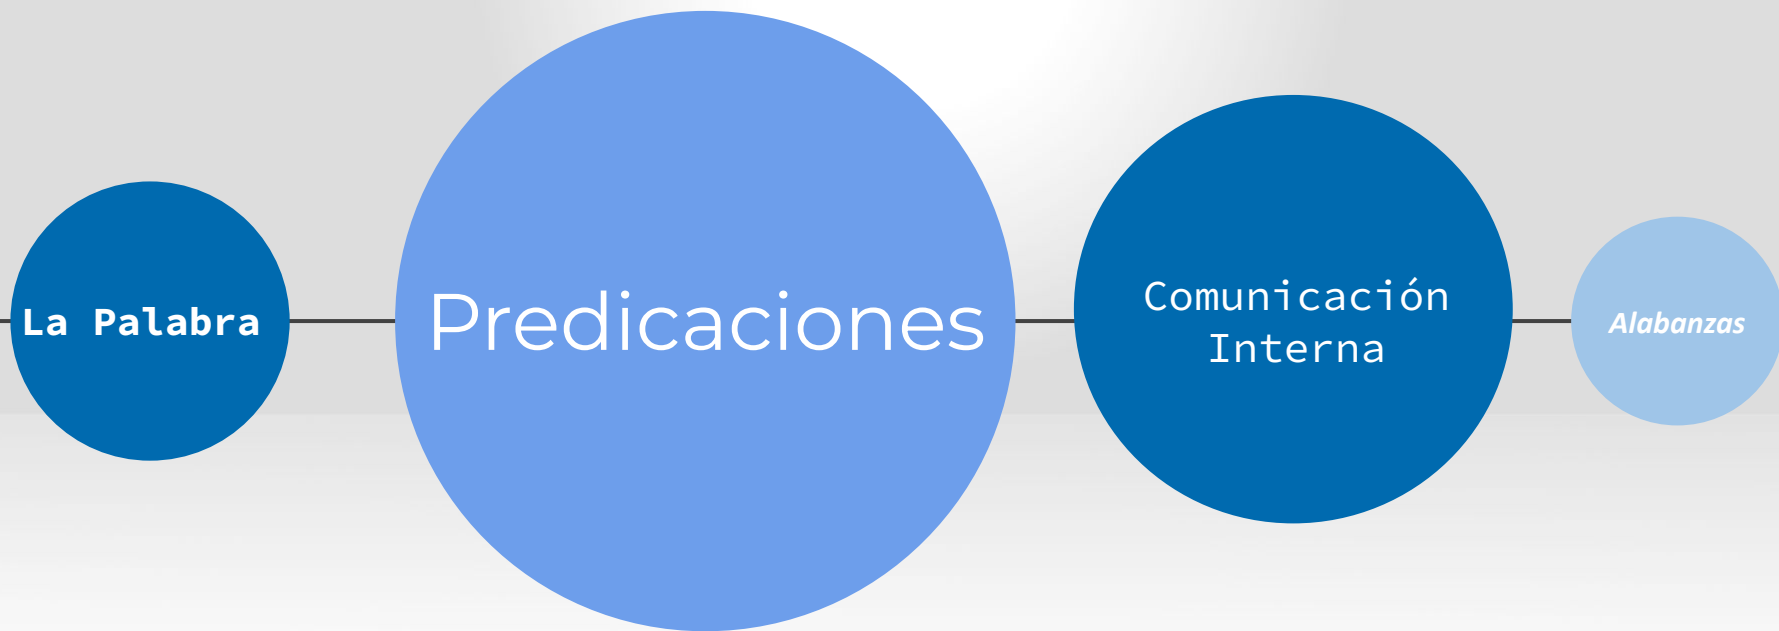 La Palabra
Predicaciones
Comunicación
Interna
Alabanzas